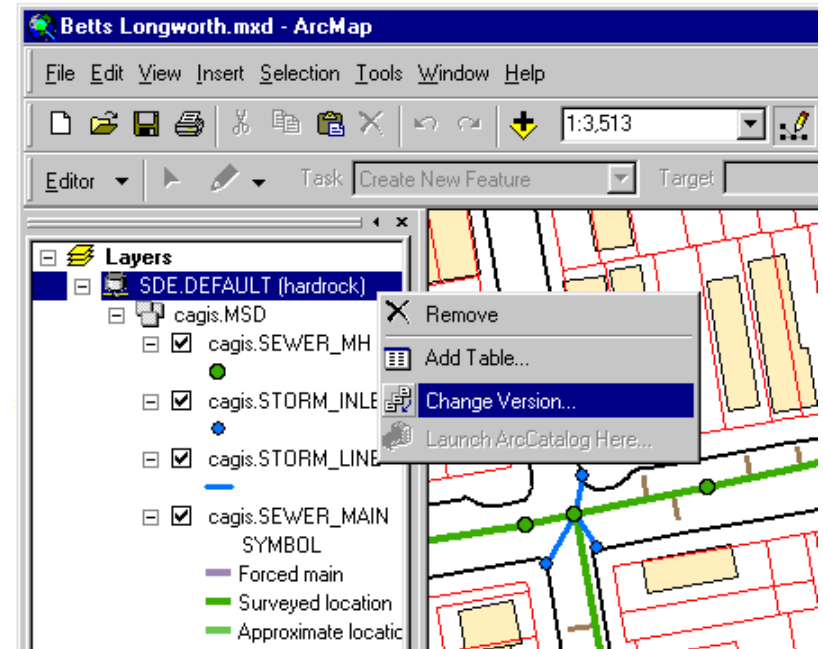 Betts Longworth.mxd - ArcMap
File Edit View Insert Selection Tools Window Help
1:3,513
Editor Task Create New Feature Target
Layers
SDE.DEFAULT (hardrock)
cagis.MSD
cagis.SEWER_MH
cagis.STORM_INLE
cagis.STORM_LINE
cagis.SEWER_MAIN
SYMBOL
Forced main
Surveyed location
Approximate locatic
Remove
Add Table...
Change Version...
Launch ArcCatalog Here...